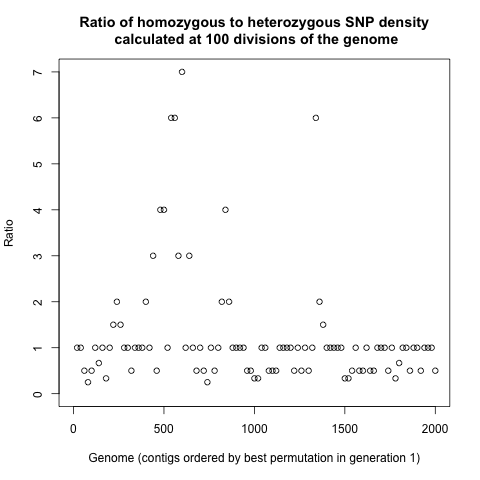 Ratio of homozygous to heterozygous SNP density
calculated at 100 divisions of the genome
Ratio
7
6
5
4
3
2
1
0
0 500 1000 1500 2000
Genome (contigs ordered by best permutation in generation 1)